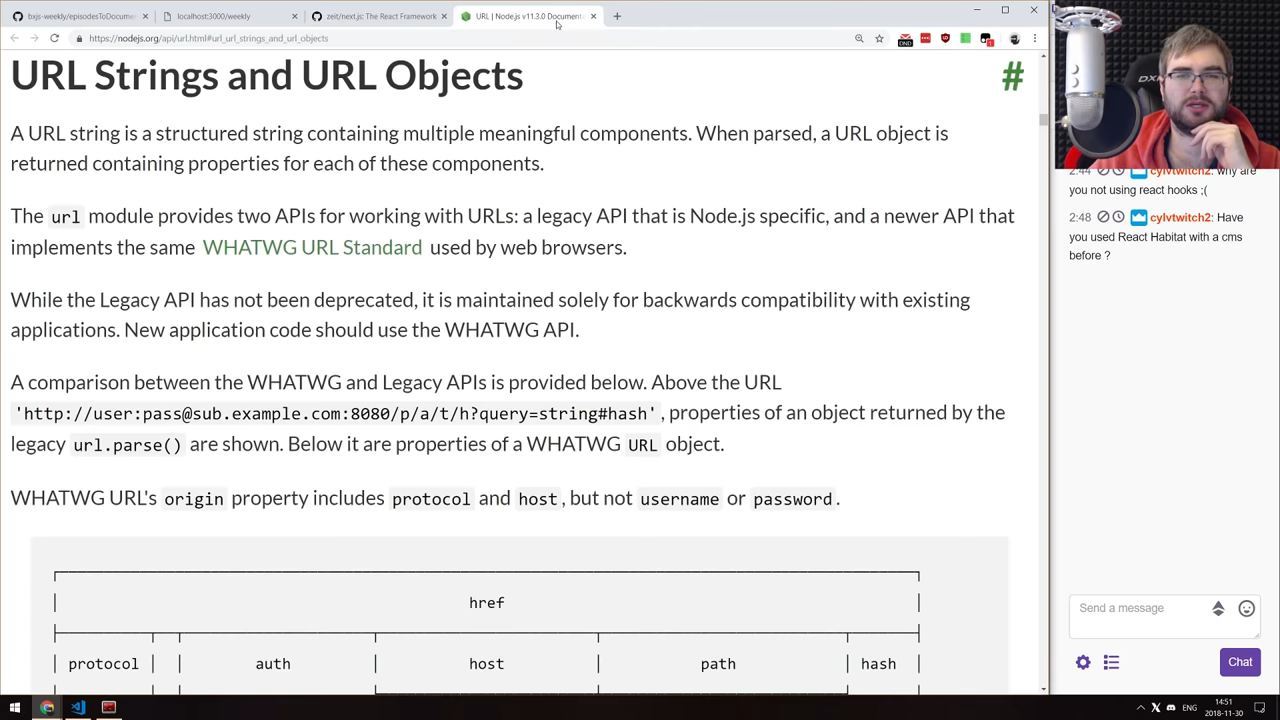 bxjs-weekly/episodesToDocume
localhost:3000/weekly
zeit/next.js: The React Framework
URL | Node.js v11.3.0 Document
https://nodejs.org/api/url.html#url_url_strings_and_url_objects
DND
1
URL Strings and URL Objects
#
A URL string is a structured string containing multiple meaningful components. When parsed, a URL object is
returned containing properties for each of these components.
The url module provides two APIs for working with URLs: a legacy API that is Node.js specific, and a newer API that
implements the same WHATWG URL Standard used by web browsers.
While the Legacy API has not been deprecated, it is maintained solely for backwards compatibility with existing
applications. New application code should use the WHATWG API.
A comparison between the WHATWG and Legacy APIs is provided below. Above the URL
'http://user:pass@sub.example.com:8080/p/a/t/h?query=string#hash', properties of an object returned by the
legacy url.parse() are shown. Below it are properties of a WHATWG URL object.
WHATWG URL's origin property includes protocol and host, but not username or password.
href
protocol auth host path hash
DX
2:44 cylvtwitch2: why are
you not using react hooks ;(
2:48 cylvtwitch2: Have
you used React Habitat with a cms
before ?
Send a message
Chat
ENG
14:51
2018-11-30